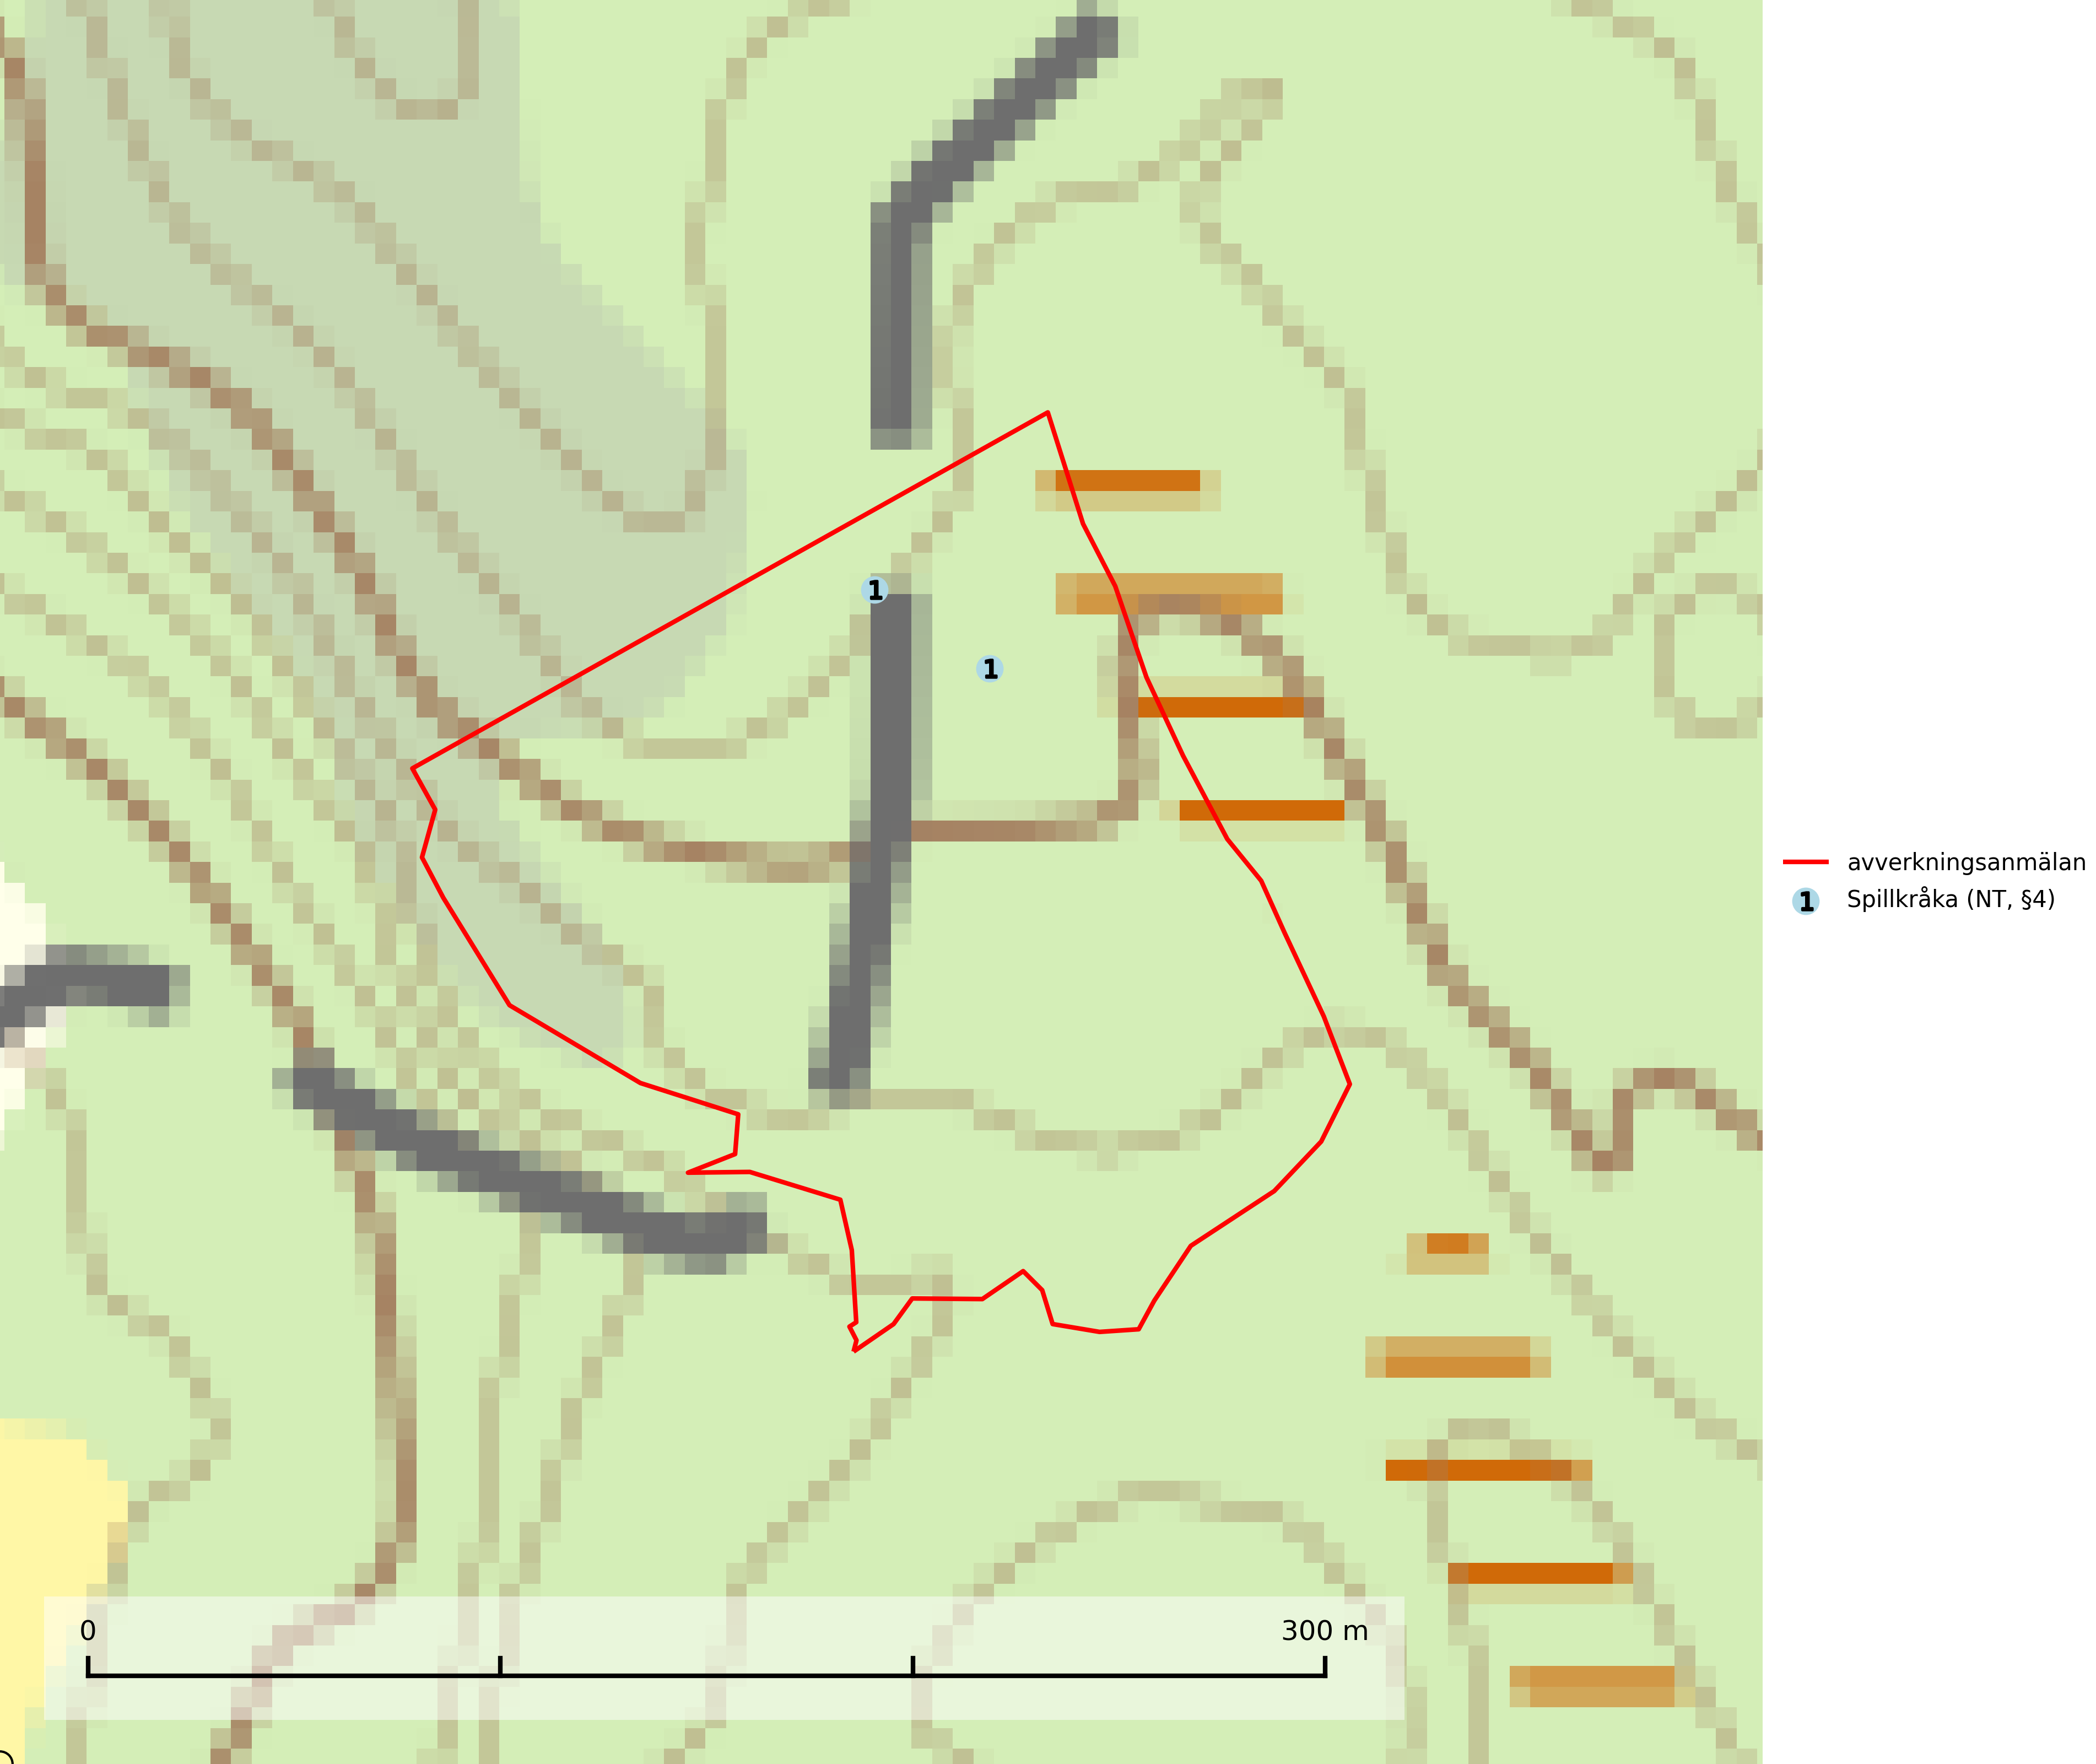 1
1
avverkningsanmälan
1 Spillkråka (NT, §4)
0 300 m